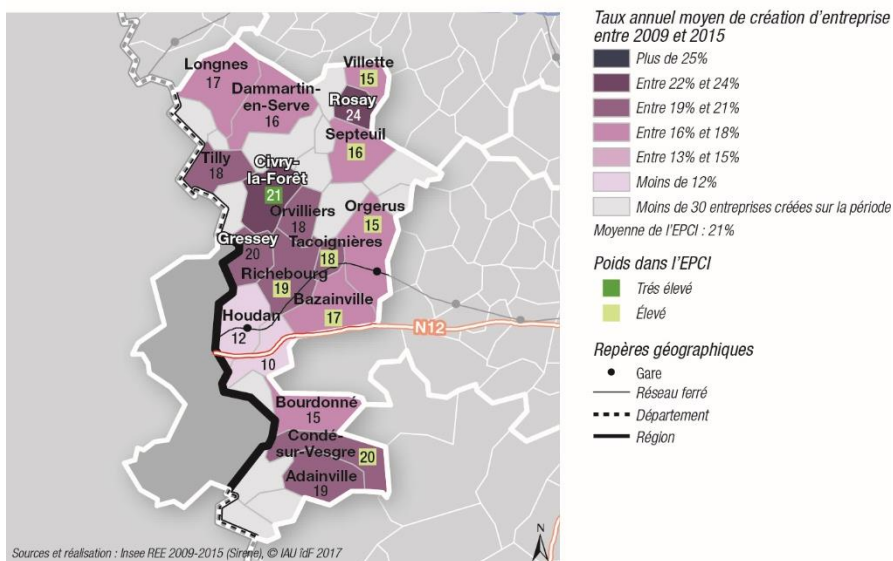 Longnes
17
Dammartin-
en-Serve
16
Villette
15
Rosay
24
Septeuil
16
Tilly
18
Civry-
la-Forêt
21
Orvilliers
18
Orgerus
15
Gressey
20
Tacoignières
18
Richebourg
19
Bazainville
17
Houdan
12
N12
10
Bourdonné
15
Condé-
sur-Vesgre
20
Adainville
19
N
Sources et réalisation : Insee REE 2009-2015 (Sirene), © IAU îdF 2017
Taux annuel moyen de création d'entreprise
entre 2009 et 2015
Plus de 25%
Entre 22% et 24%
Entre 19% et 21%
Entre 16% et 18%
Entre 13% et 15%
Moins de 12%
Moins de 30 entreprises créées sur la période
Moyenne de l'EPCI : 21%
Poids dans l'EPCI
Trés élevé
Élevé
Repères géographiques
Gare
Réseau ferré
Département
Région